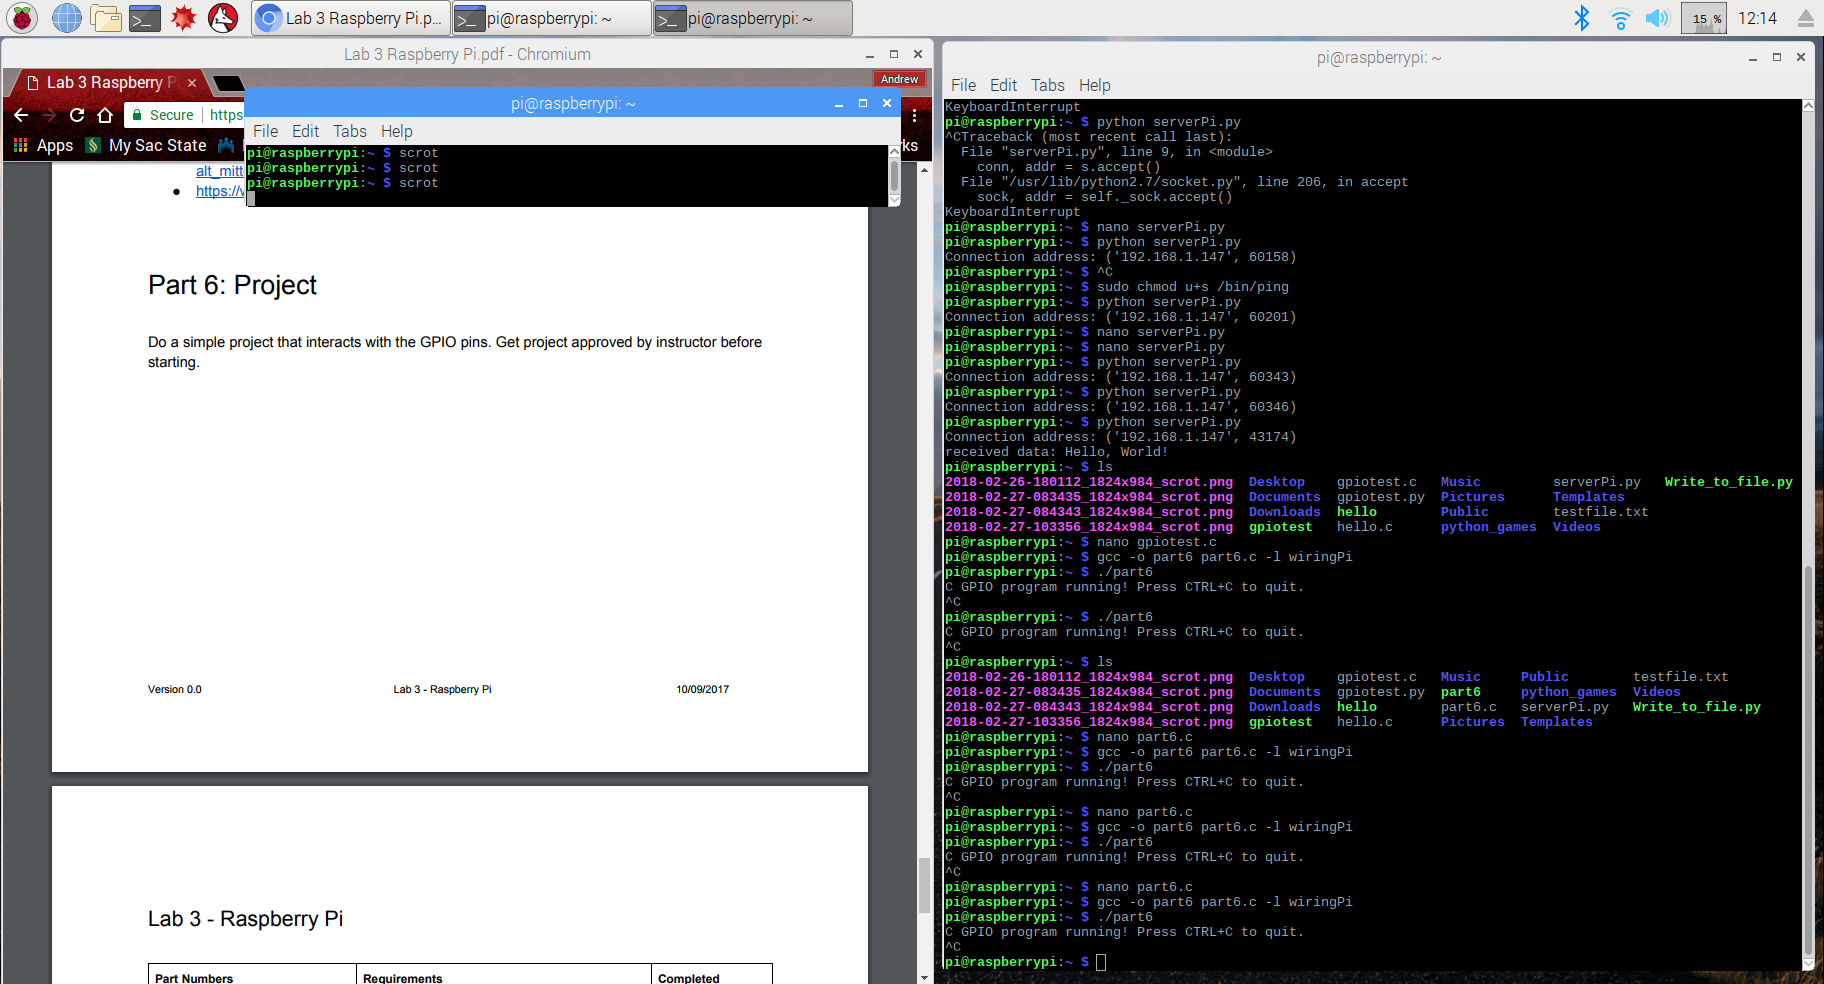 Lab 3 Raspberry Pi.p...
pi@raspberrypi: ~
pi@raspberrypi: ~
15 %
12:14
Lab 3 Raspberry Pi.pdf - Chromium
Lab 3 Raspberry P
Andrew
Secure
https
Apps
My Sac State
ks
pi@raspberrypi: ~
File Edit Tabs Help
pi@raspberrypi:~ $ scrot
pi@raspberrypi:~ $ scrot
pi@raspberrypi:~ $ scrot
alt_mitt
https://v
Part 6: Project
Do a simple project that interacts with the GPIO pins. Get project approved by instructor before
starting.
Version 0.0
Lab 3 - Raspberry Pi
10/09/2017
Lab 3 - Raspberry Pi
Part Numbers
Requirements
Completed
pi@raspberrypi: ~
File Edit Tabs Help
KeyboardInterrupt
pi@raspberrypi:~ $ python serverPi.py
^CTraceback (most recent call last):
  File "serverPi.py", line 9, in <module>
    conn, addr = s.accept()
  File "/usr/lib/python2.7/socket.py", line 206, in accept
    sock, addr = self._sock.accept()
KeyboardInterrupt
pi@raspberrypi:~ $ nano serverPi.py
pi@raspberrypi:~ $ python serverPi.py
Connection address: ('192.168.1.147', 60158)
pi@raspberrypi:~ $ ^C
pi@raspberrypi:~ $ sudo chmod u+s /bin/ping
pi@raspberrypi:~ $ python serverPi.py
Connection address: ('192.168.1.147', 60201)
pi@raspberrypi:~ $ nano serverPi.py
pi@raspberrypi:~ $ nano serverPi.py
pi@raspberrypi:~ $ python serverPi.py
Connection address: ('192.168.1.147', 60343)
pi@raspberrypi:~ $ python serverPi.py
Connection address: ('192.168.1.147', 60346)
pi@raspberrypi:~ $ python serverPi.py
Connection address: ('192.168.1.147', 43174)
received data: Hello, World!
pi@raspberrypi:~ $ ls
2018-02-26-180112_1824x984_scrot.png  Desktop    gpiotest.c   Music         serverPi.py   Write_to_file.py
2018-02-27-083435_1824x984_scrot.png  Documents  gpiotest.py  Pictures      Templates
2018-02-27-084343_1824x984_scrot.png  Downloads  hello        Public        testfile.txt
2018-02-27-103356_1824x984_scrot.png  gpiotest   hello.c      python_games  Videos
pi@raspberrypi:~ $ nano gpiotest.c
pi@raspberrypi:~ $ gcc -o part6 part6.c -l wiringPi
pi@raspberrypi:~ $ ./part6
C GPIO program running! Press CTRL+C to quit.
^C
pi@raspberrypi:~ $ ./part6
C GPIO program running! Press CTRL+C to quit.
^C
pi@raspberrypi:~ $ ls
2018-02-26-180112_1824x984_scrot.png  Desktop    gpiotest.c   Music     Public        testfile.txt
2018-02-27-083435_1824x984_scrot.png  Documents  gpiotest.py  part6     python_games  Videos
2018-02-27-084343_1824x984_scrot.png  Downloads  hello        part6.c   serverPi.py   Write_to_file.py
2018-02-27-103356_1824x984_scrot.png  gpiotest   hello.c      Pictures  Templates
pi@raspberrypi:~ $ nano part6.c
pi@raspberrypi:~ $ gcc -o part6 part6.c -l wiringPi
pi@raspberrypi:~ $ ./part6
C GPIO program running! Press CTRL+C to quit.
^C
pi@raspberrypi:~ $ nano part6.c
pi@raspberrypi:~ $ gcc -o part6 part6.c -l wiringPi
pi@raspberrypi:~ $ ./part6
C GPIO program running! Press CTRL+C to quit.
^C
pi@raspberrypi:~ $ nano part6.c
pi@raspberrypi:~ $ gcc -o part6 part6.c -l wiringPi
pi@raspberrypi:~ $ ./part6
C GPIO program running! Press CTRL+C to quit.
^C
pi@raspberrypi:~ $